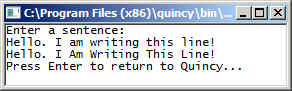 C:\Program Files (x86)\quincy\bin\...
Enter a sentence:
Hello. I am writing this line!
Hello. I Am Writing This Line!
Press Enter to return to Quincy...